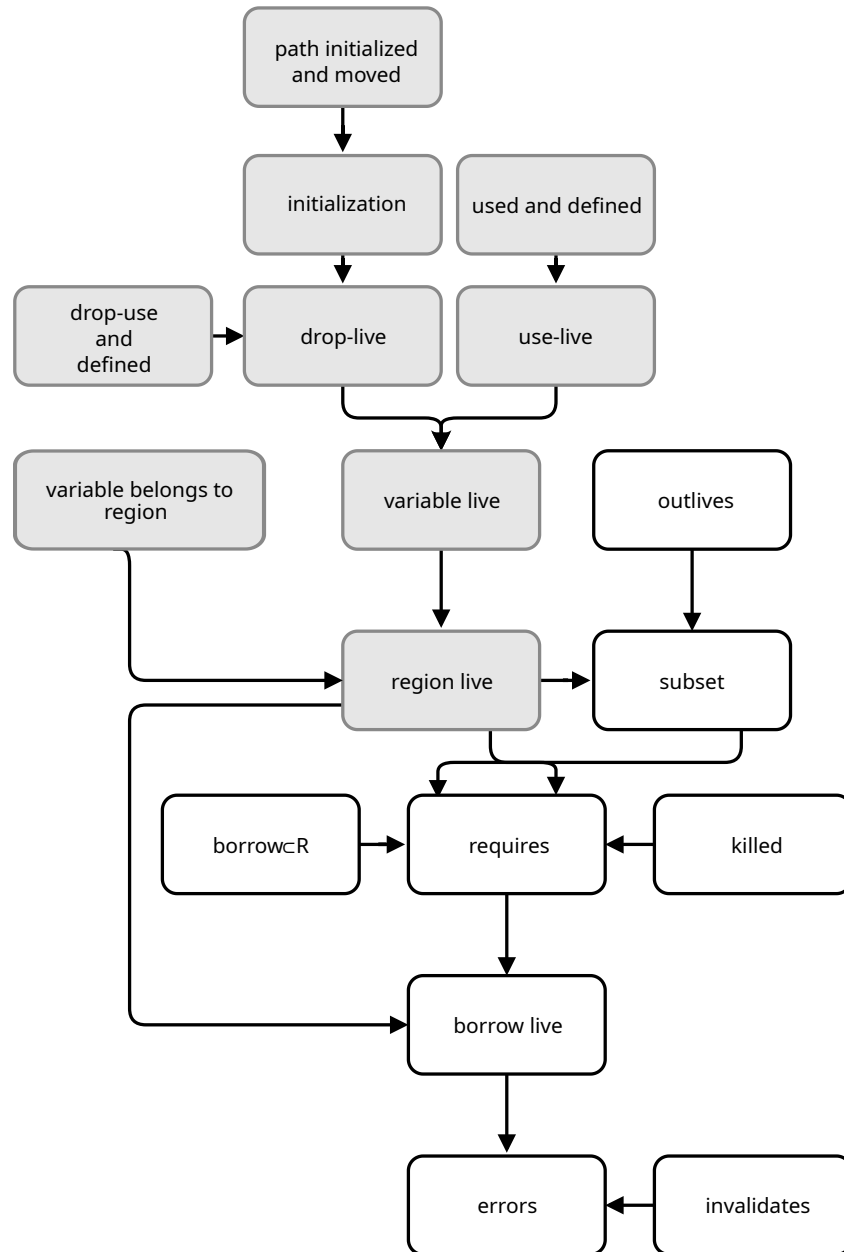 path initialized
and moved
initialization
used and defined
drop-use
and
defined
drop-live
use-live
variable belongs to
region
variable live
outlives
region live
subset
borrow⊂R
requires
killed
borrow live
errors
invalidates